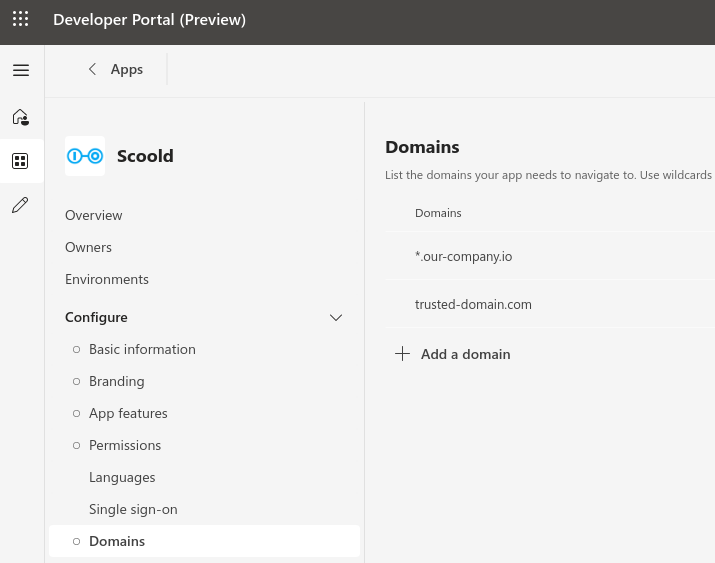 Developer Portal (Preview)
Apps
Scoold
Overview
Owners
Environments
Configure
Basic information
Branding
App features
Permissions
Languages
Single sign-on
Domains
Domains
List the domains your app needs to navigate to. Use wildcards
Domains
*.our-company.io
trusted-domain.com
Add a domain